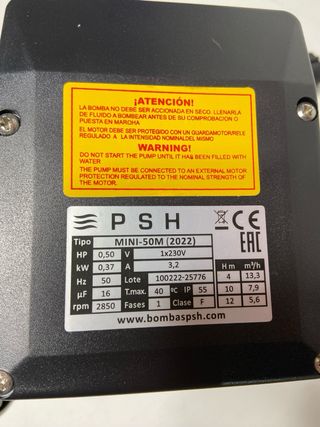 ¡ATENCIÓN!
LA BOMBA NO DEBE SER ACCIONADA EN SECO. LLENARLA
DE FLUIDO A BOMBEAR ANTES DE SU COMPROBACION O
PUESTA EN MAROHA
EL MOTOR DEBE SER PROTEGIDO CON UN GUARDAMOTOR/RELE
REGULADO A LA INTENSIDAD NOMINAL DEL MISMO
WARNING!
DO NOT START THE PUMP UNTIL IT HAS BEEN FILLED WITH
WATER
THE PUMP MUST BE CONNECTED TO AN EXTERNAL MOTOR
PROTECTION REGULATED TO THE NOMINAL STRENGTH OF
THE MOTOR.
PSH CE EAC
Tipo MINI-50M (2022)
HP 0,50 V 1x230V
kW 0,37 A 3,2 H m m³/h
Hz 50 Lote 100222-25776 4 13,3
µF 16 T.max. 40 ºC IP 55 10 7,9
rpm 2850 Fases 1 Clase F 12 5,6
www.bombaspsh.com